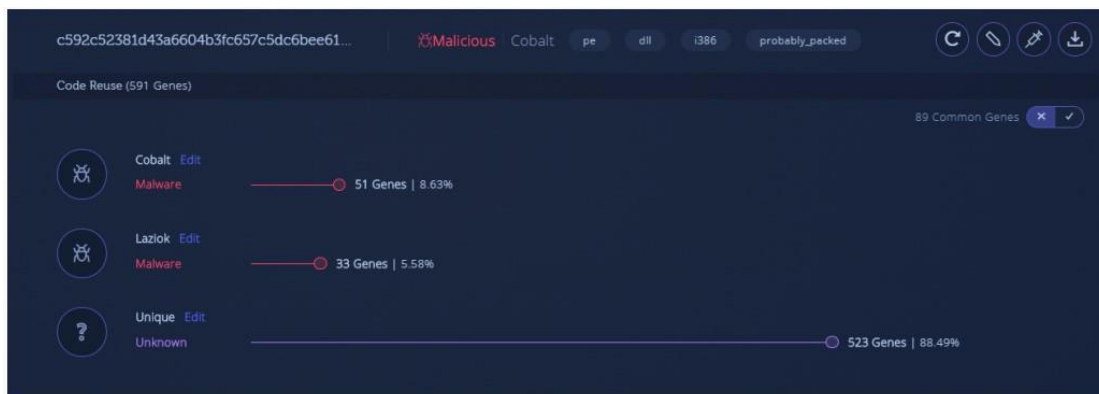 c592c52381d43a6604b3fc657c5dc6bee61... Malicious Cobalt pe dll i386 probably_packed
Code Reuse (591 Genes)
89 Common Genes
Cobalt Edit
Malware 51 Genes | 8.63%
Laziok Edit
Malware 33 Genes | 5.58%
Unique Edit
Unknown 523 Genes | 88.49%